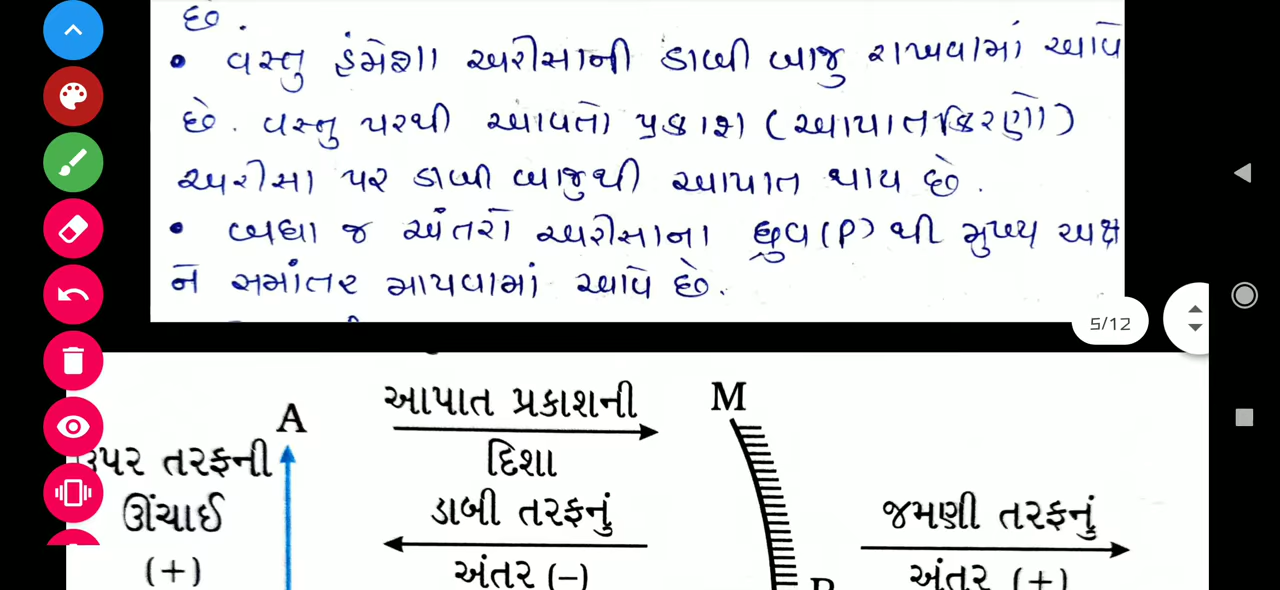 છે.
• વસ્તુ હંમેશા અરીસાની ડાબી બાજુ રાખવામાં આવે
છે. વસ્તુ પરથી આવતો પ્રકાશ (આપાતકિરણો)
અરીસા પર ડાબી બાજુથી આપાત થાય છે.
• બધા જ અંતરો અરીસાના ધ્રુવ (P) થી મુખ્ય અક્ષ
ને સમાંતર માપવામાં આવે છે.
5/12
આપાત પ્રકાશની
M
A
ઉપર તરફની
દિશા
ઊંચાઈ
ડાબી તરફનું
જમણી તરફનું
(+)
અંતર (–)
અંતર (+)